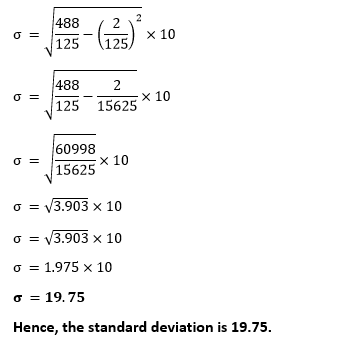 σ = √(488/125 − (2/125)²) × 10
σ = √(488/125 − 2/15625) × 10
σ = √(60998/15625) × 10
σ = √3.903 × 10
σ = √3.903 × 10
σ = 1.975 × 10
σ = 19.75
Hence, the standard deviation is 19.75.